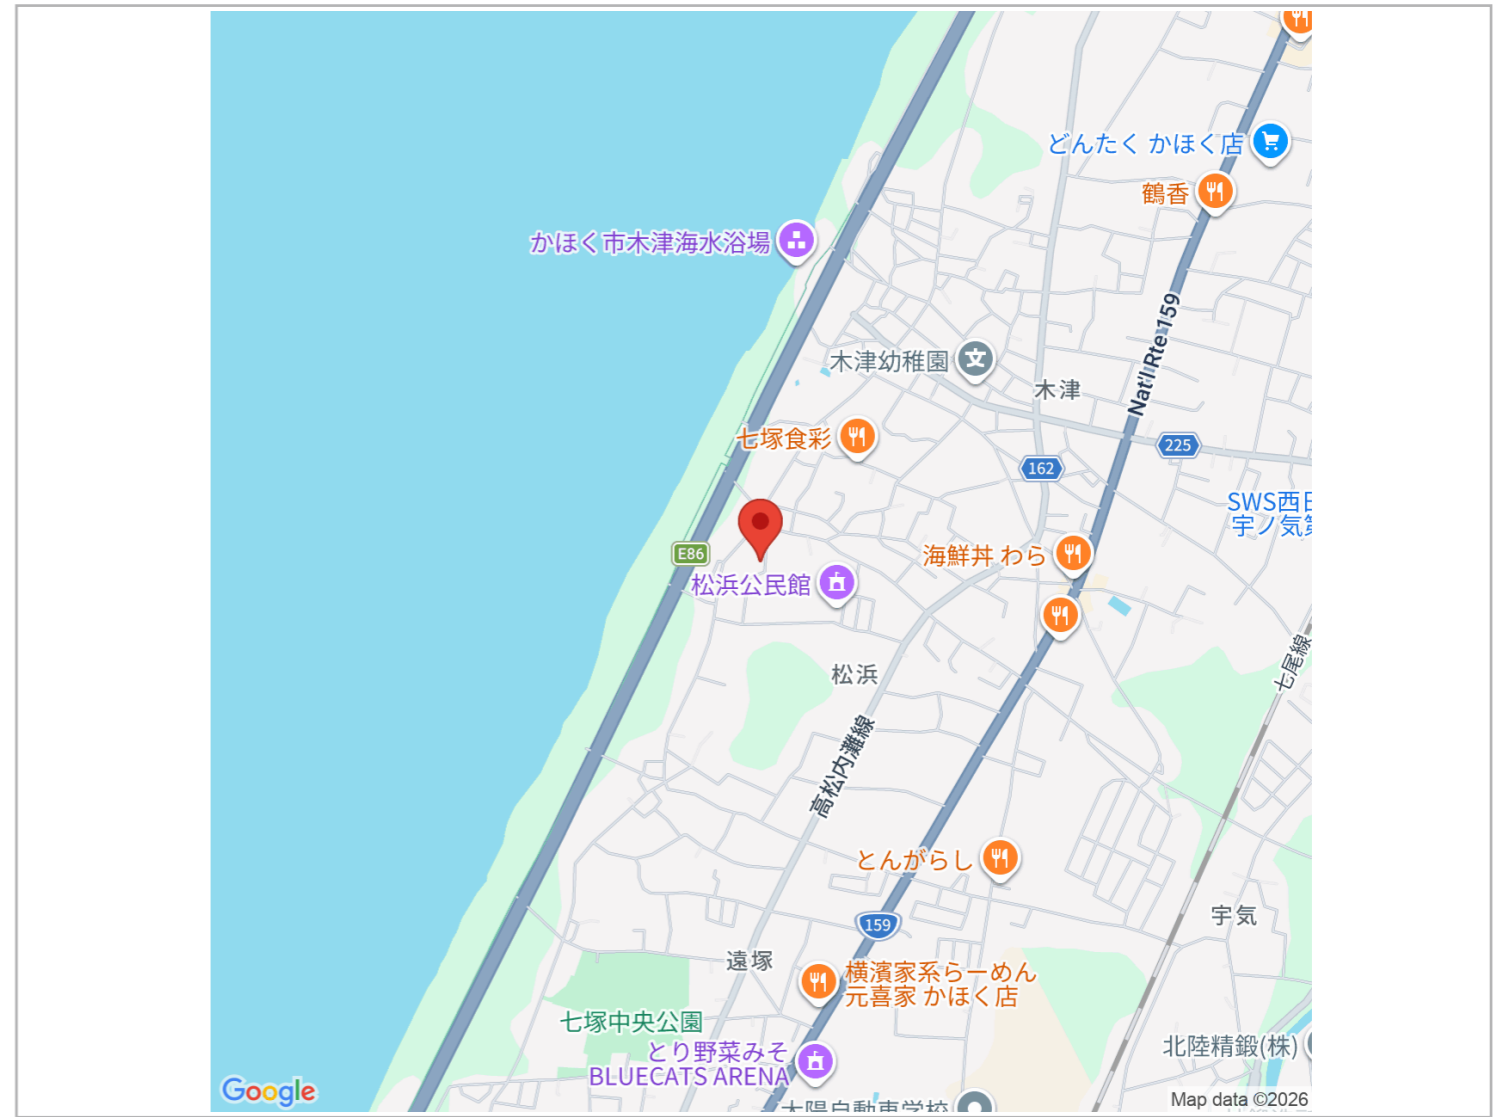 どんたく かほく店
鶴香
かほく市木津海水浴場
Nat'l Rte 159
木津幼稚園
木津
七塚食彩
225
162
SWS西日
宇ノ気第
E86
海鮮丼 わら
松浜公民館
松浜
七尾線
高松内灘線
とんがらし
宇気
159
遠塚
横濱家系らーめん
元喜家 かほく店
七塚中央公園
とり野菜みそ
BLUECATS ARENA
北陸精鍛(株)
Google
Map data ©2026